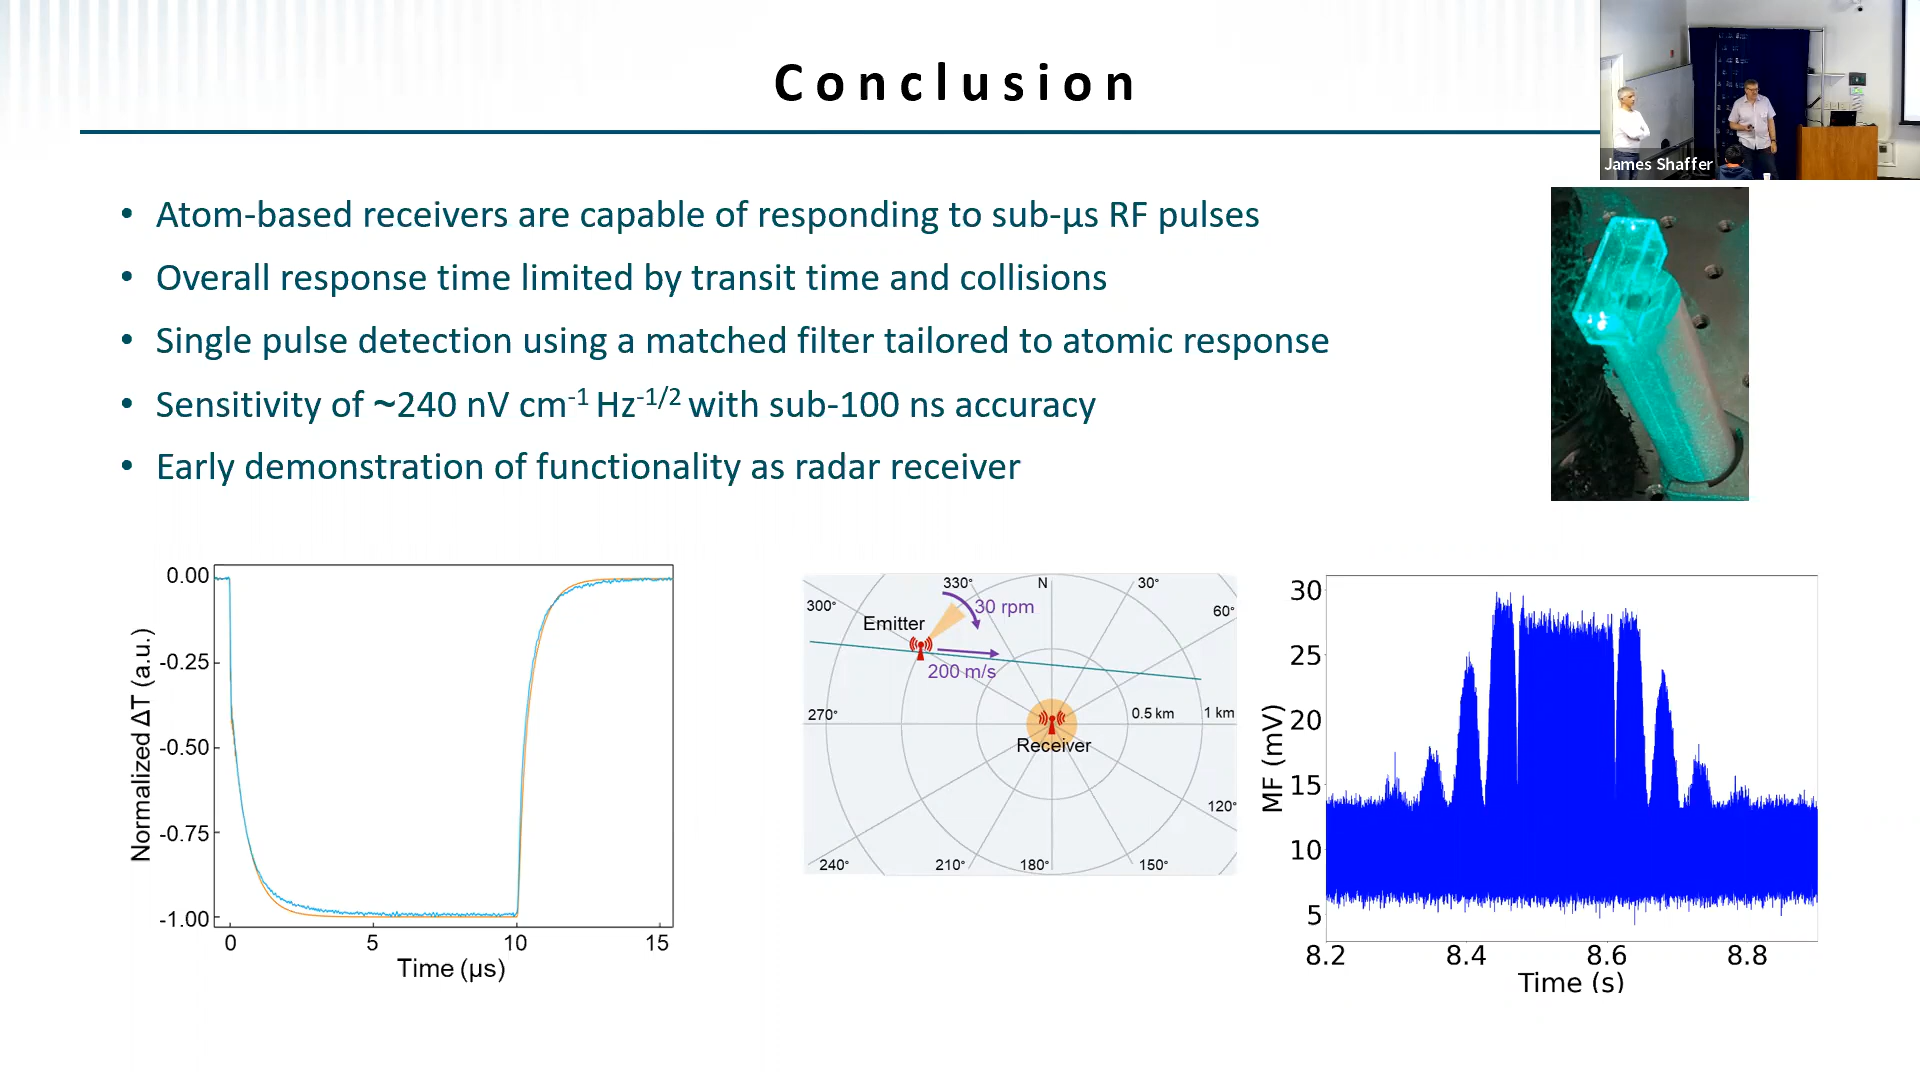 Conclusion
James Shaffer
• Atom-based receivers are capable of responding to sub-µs RF pulses
• Overall response time limited by transit time and collisions
• Single pulse detection using a matched filter tailored to atomic response
• Sensitivity of ~240 nV cm⁻¹ Hz⁻¹/² with sub-100 ns accuracy
• Early demonstration of functionality as radar receiver
0.00
-0.25
-0.50
-0.75
-1.00
Normalized ΔT (a.u.)
0 5 10 15
Time (µs)
330° N 30°
300° 30 rpm 60°
Emitter
200 m/s
270° 0.5 km 1 km
Receiver
120°
240° 210° 180° 150°
30
25
20
15
10
5
MF (mV)
8.2 8.4 8.6 8.8
Time (s)